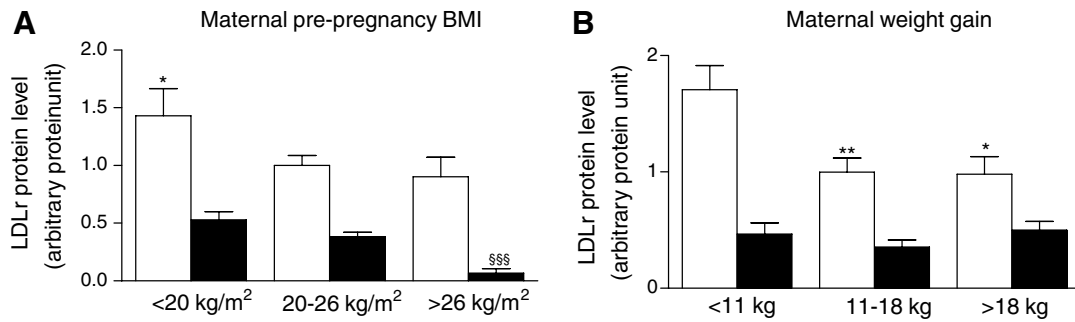 A
Maternal pre-pregnancy BMI
LDLr protein level
(arbitrary proteinunit)
2.0
1.5
1.0
0.5
0.0
*
§§§
<20 kg/m²
20-26 kg/m²
>26 kg/m²
B
Maternal weight gain
LDLr protein level
(arbitrary protein unit)
2
1
0
**
*
<11 kg
11-18 kg
>18 kg